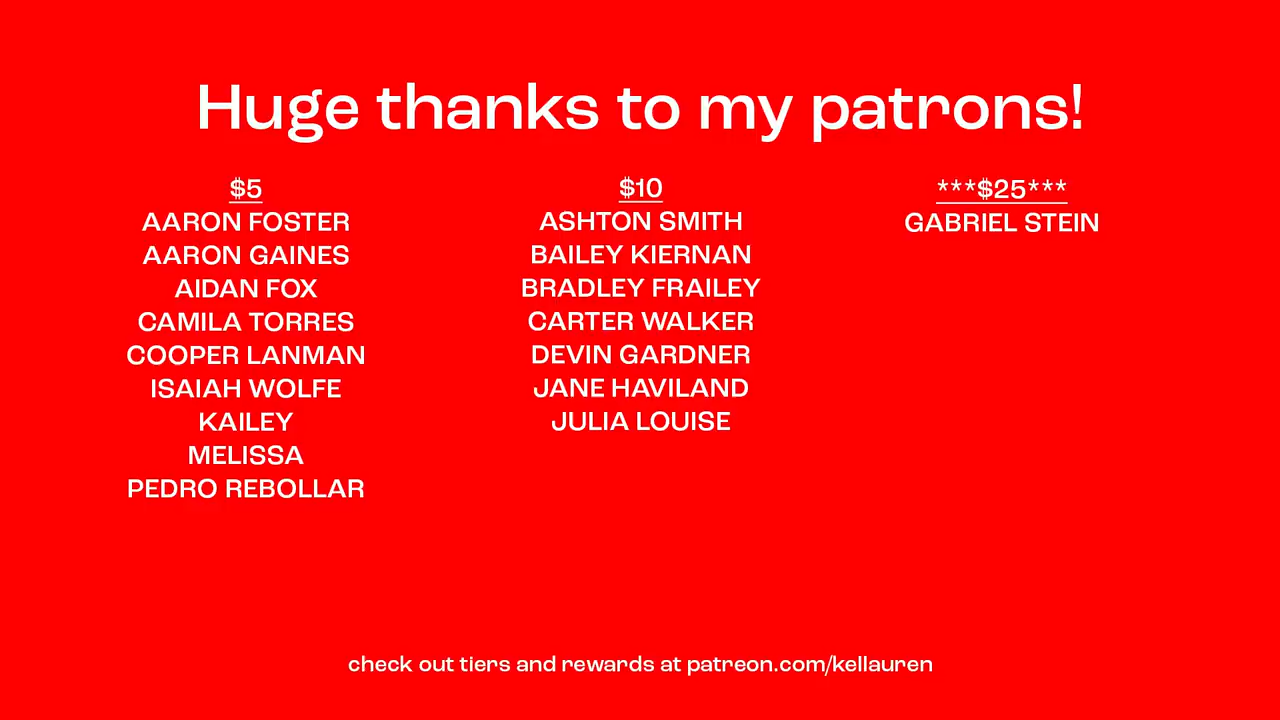 Huge thanks to my patrons!
$5
AARON FOSTER
AARON GAINES
AIDAN FOX
CAMILA TORRES
COOPER LANMAN
ISAIAH WOLFE
KAILEY
MELISSA
PEDRO REBOLLAR
$10
ASHTON SMITH
BAILEY KIERNAN
BRADLEY FRAILEY
CARTER WALKER
DEVIN GARDNER
JANE HAVILAND
JULIA LOUISE
***$25***
GABRIEL STEIN
check out tiers and rewards at patreon.com/kellauren